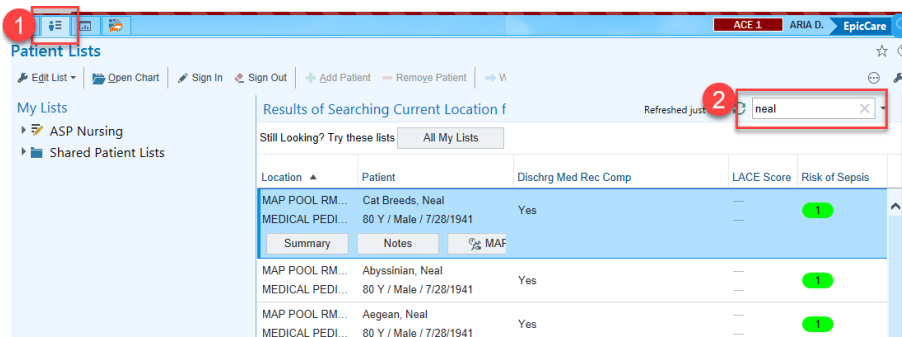 1
ACE 1 ARIA D. EpicCare
Patient Lists
Edit List Open Chart Sign In Sign Out Add Patient Remove Patient
My Lists
ASP Nursing
Shared Patient Lists
Results of Searching Current Location f
Refreshed just
2
neal
Still Looking? Try these lists All My Lists
Location Patient Dischrg Med Rec Comp LACE Score Risk of Sepsis
MAP POOL RM... Cat Breeds, Neal
MEDICAL PEDI... 80 Y / Male / 7/28/1941
Yes — — 1
Summary Notes MAR
MAP POOL RM... Abyssinian, Neal
MEDICAL PEDI... 80 Y / Male / 7/28/1941
Yes — — 1
MAP POOL RM... Aegean, Neal
MEDICAL PEDI... 80 Y / Male / 7/28/1941
Yes — — 1